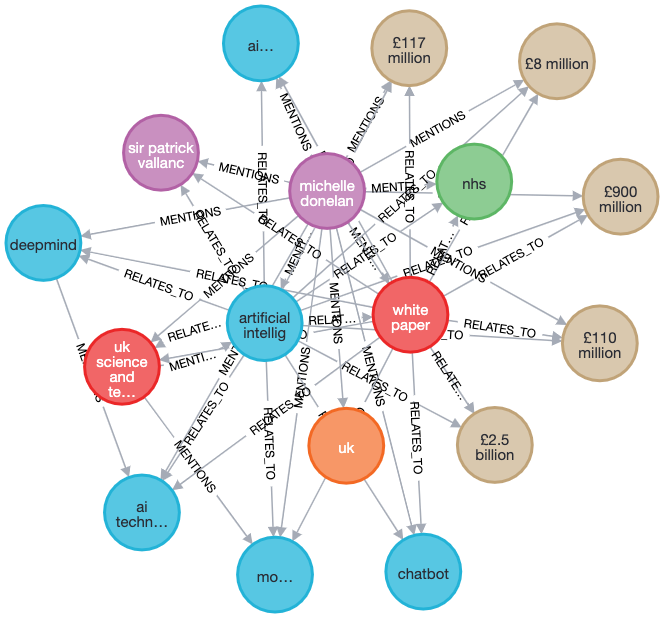 ai…
£117
million
£8 million
MENTIONS
MENTIONS
MENTIONS
sir patrick
vallanc
MENTIONS
michelle
donelan
nhs
£900
million
RELATES_TO
RELATES_TO
RELATES_TO
MENTIONS
deepmind
RELATES_TO
RELATES_TO
RELATES_TO
RELATES_TO
MENTIONS
RELATES_TO
RELATES_TO
MENTIONS
RELATES_TO
artificial
intellig
white
paper
RELATES_TO
£110
million
MENTIONS
RELATE…
MENTI…
uk
science
and
te…
RELATES_TO
RELATE…
RELATES_TO
MENTIONS
MENTIONS
RELATES_TO
uk
£2.5
billion
RELATES_TO
RELATES_TO
MENTIONS
ai
techn…
mo…
chatbot